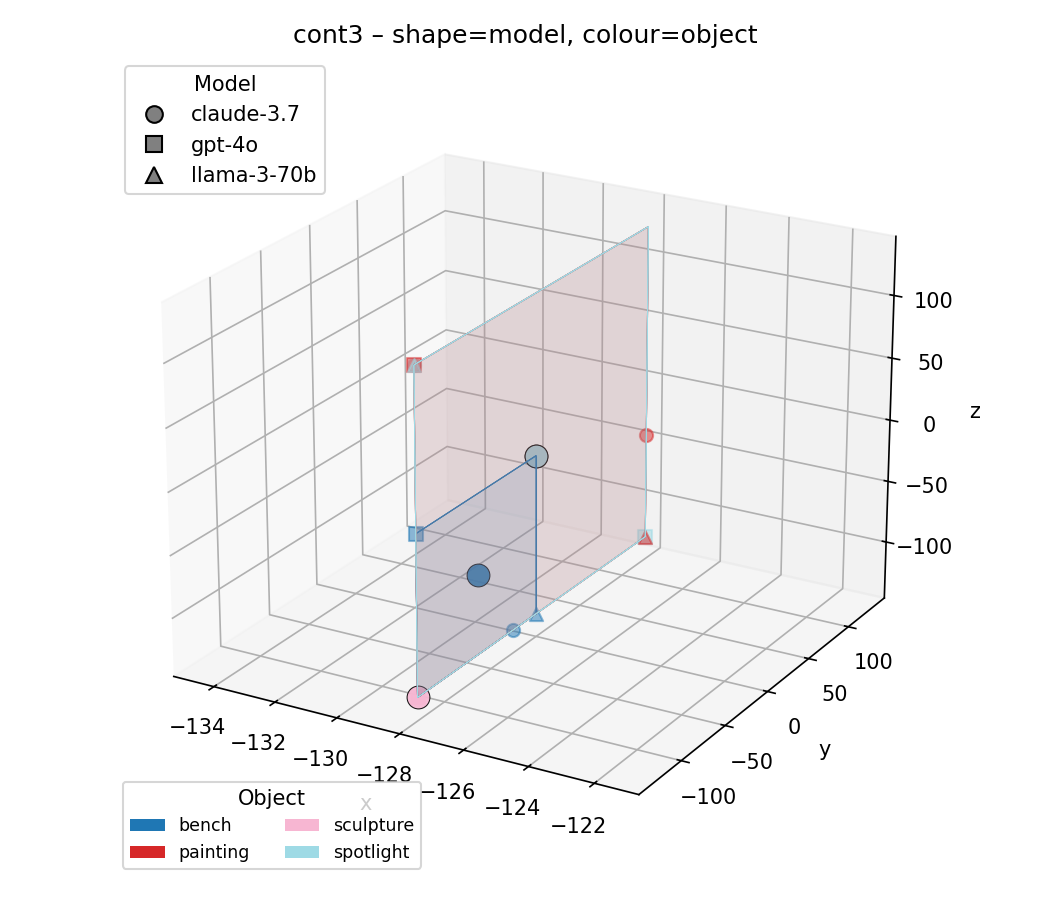 cont3 – shape=model, colour=object
Model
claude-3.7
gpt-4o
llama-3-70b
100
50
0
−50
−100
z
100
50
0
−50
−100
y
−134
−132
−130
−128
−126
−124
−122
x
Object
bench
painting
sculpture
spotlight